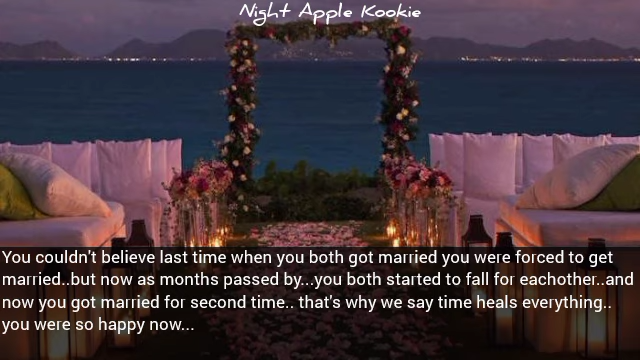 Night Apple Kookie
You couldn't believe last time when you both got married you were forced to get
married..but now as months passed by...you both started to fall for eachother..and
now you got married for second time.. that's why we say time heals everything..
you were so happy now...